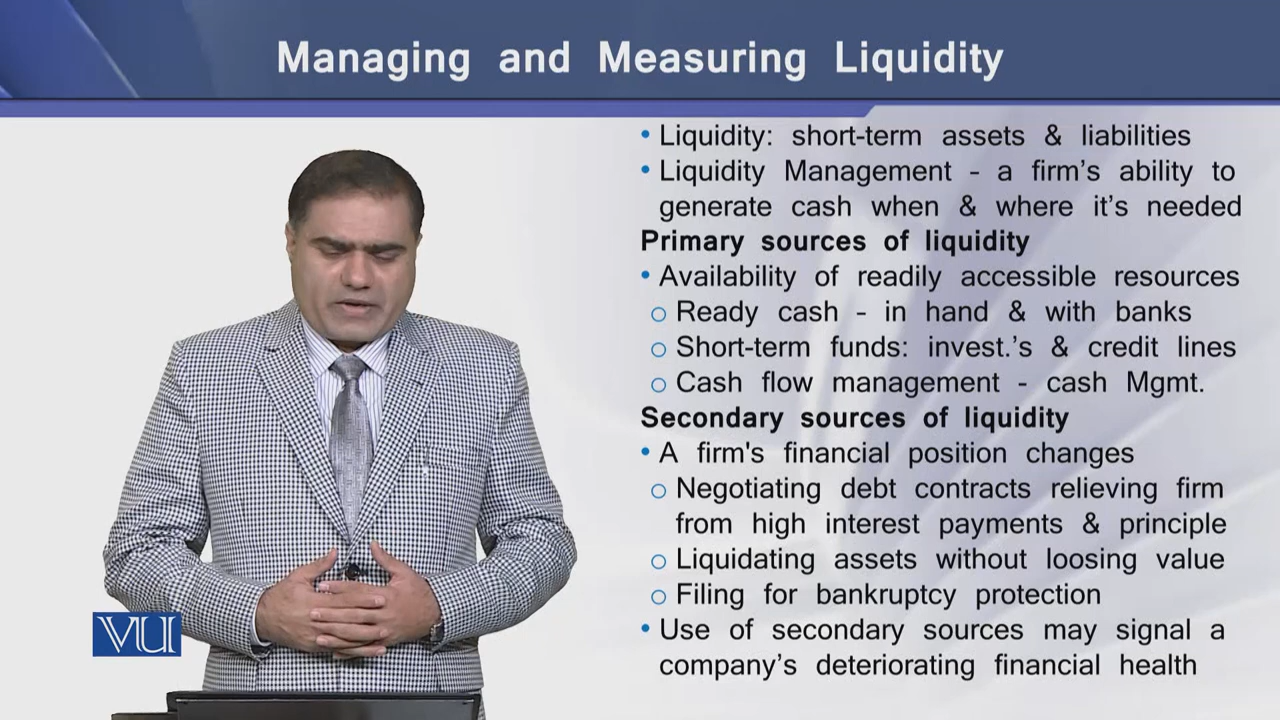 Managing and Measuring Liquidity
• Liquidity: short-term assets & liabilities
• Liquidity Management - a firm's ability to
generate cash when & where it's needed
Primary sources of liquidity
• Availability of readily accessible resources
○ Ready cash - in hand & with banks
○ Short-term funds: invest.'s & credit lines
○ Cash flow management - cash Mgmt.
Secondary sources of liquidity
• A firm's financial position changes
○ Negotiating debt contracts relieving firm
from high interest payments & principle
○ Liquidating assets without loosing value
○ Filing for bankruptcy protection
• Use of secondary sources may signal a
company's deteriorating financial health
VU